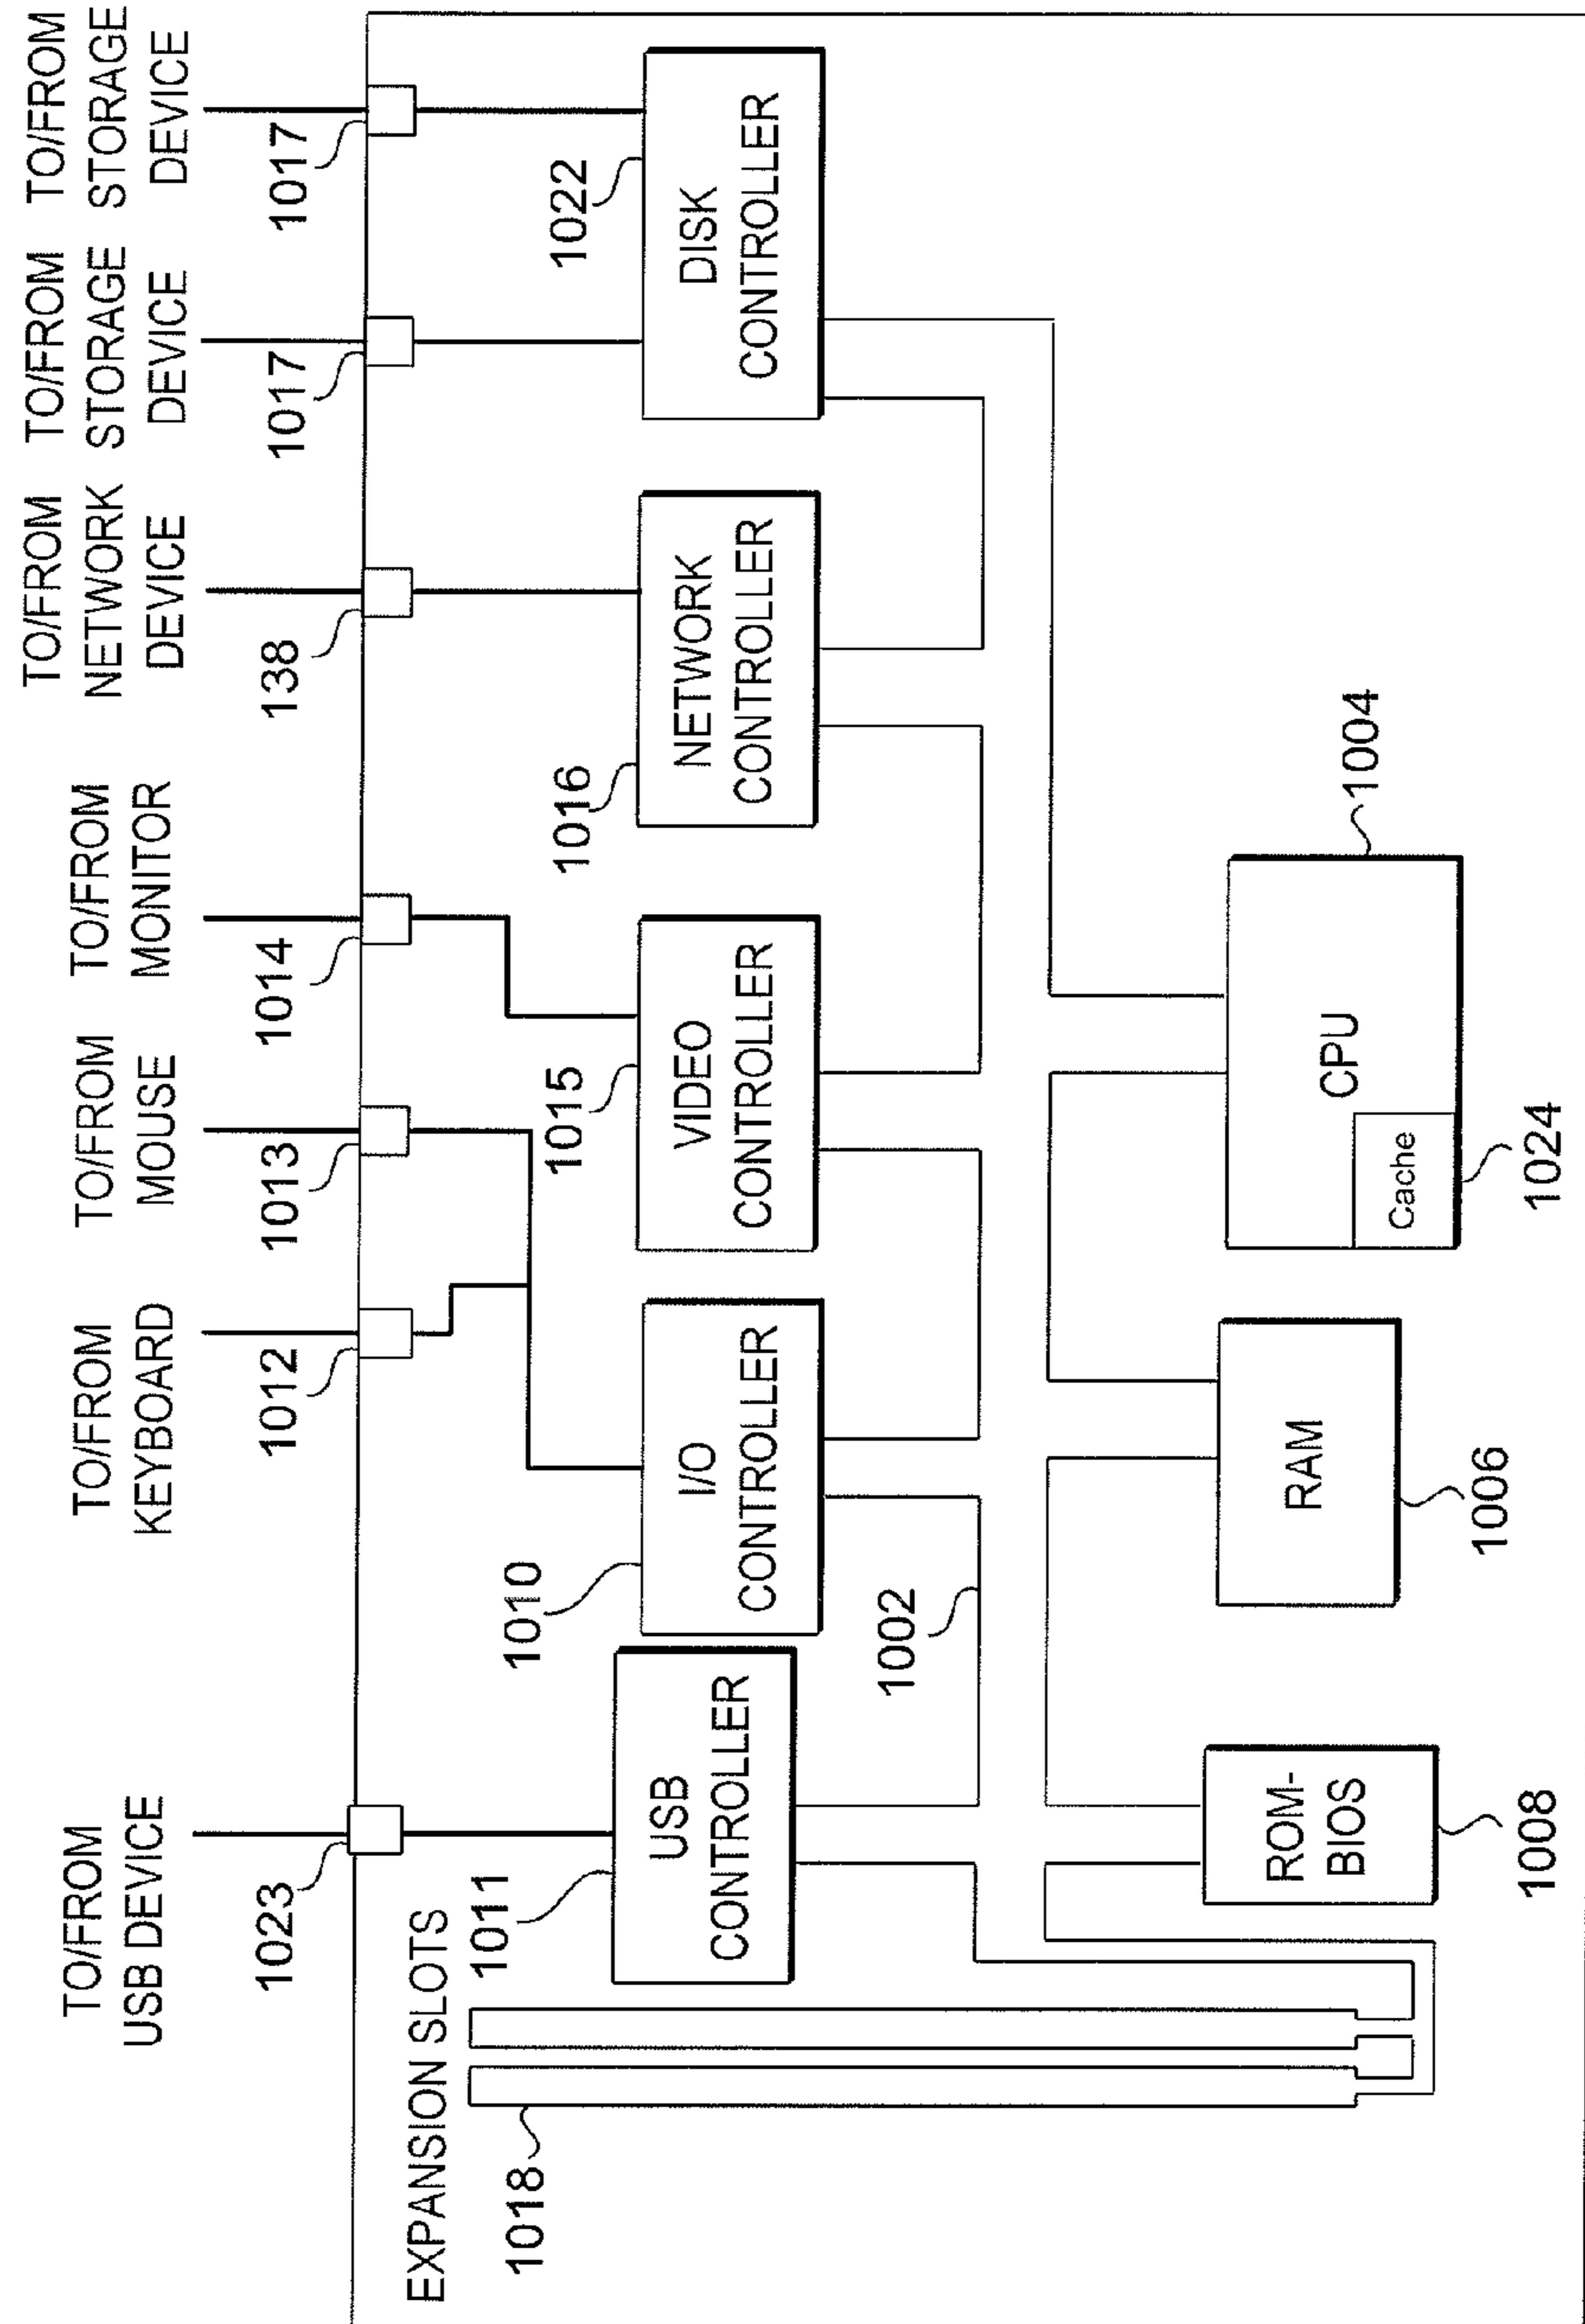 TO/FROM
USB DEVICE
TO/FROM
KEYBOARD
TO/FROM
MOUSE
TO/FROM
MONITOR
TO/FROM
NETWORK
DEVICE
TO/FROM
STORAGE
DEVICE
TO/FROM
STORAGE
DEVICE
1023
1012
1013
1014
138
1017
1017
EXPANSION SLOTS
1018
1011
USB
CONTROLLER
1010
I/O
CONTROLLER
1015
VIDEO
CONTROLLER
1016
NETWORK
CONTROLLER
1022
DISK
CONTROLLER
1002
ROM-
BIOS
1008
RAM
1006
CPU
Cache
1024
1004